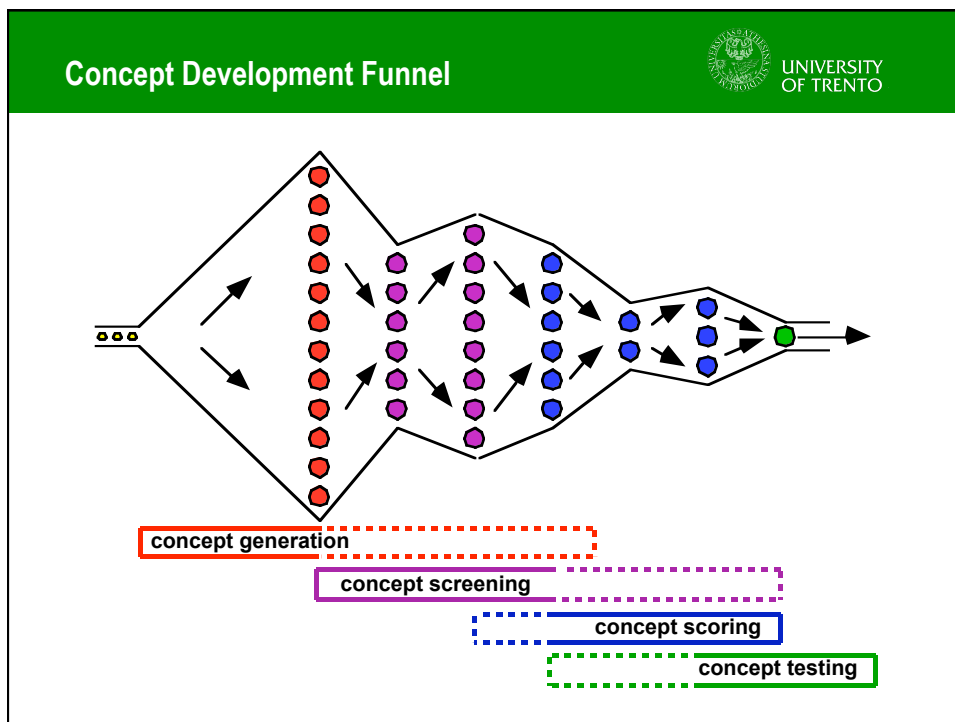 Concept Development Funnel
UNIVERSITY
OF TRENTO
concept generation
concept screening
concept scoring
concept testing